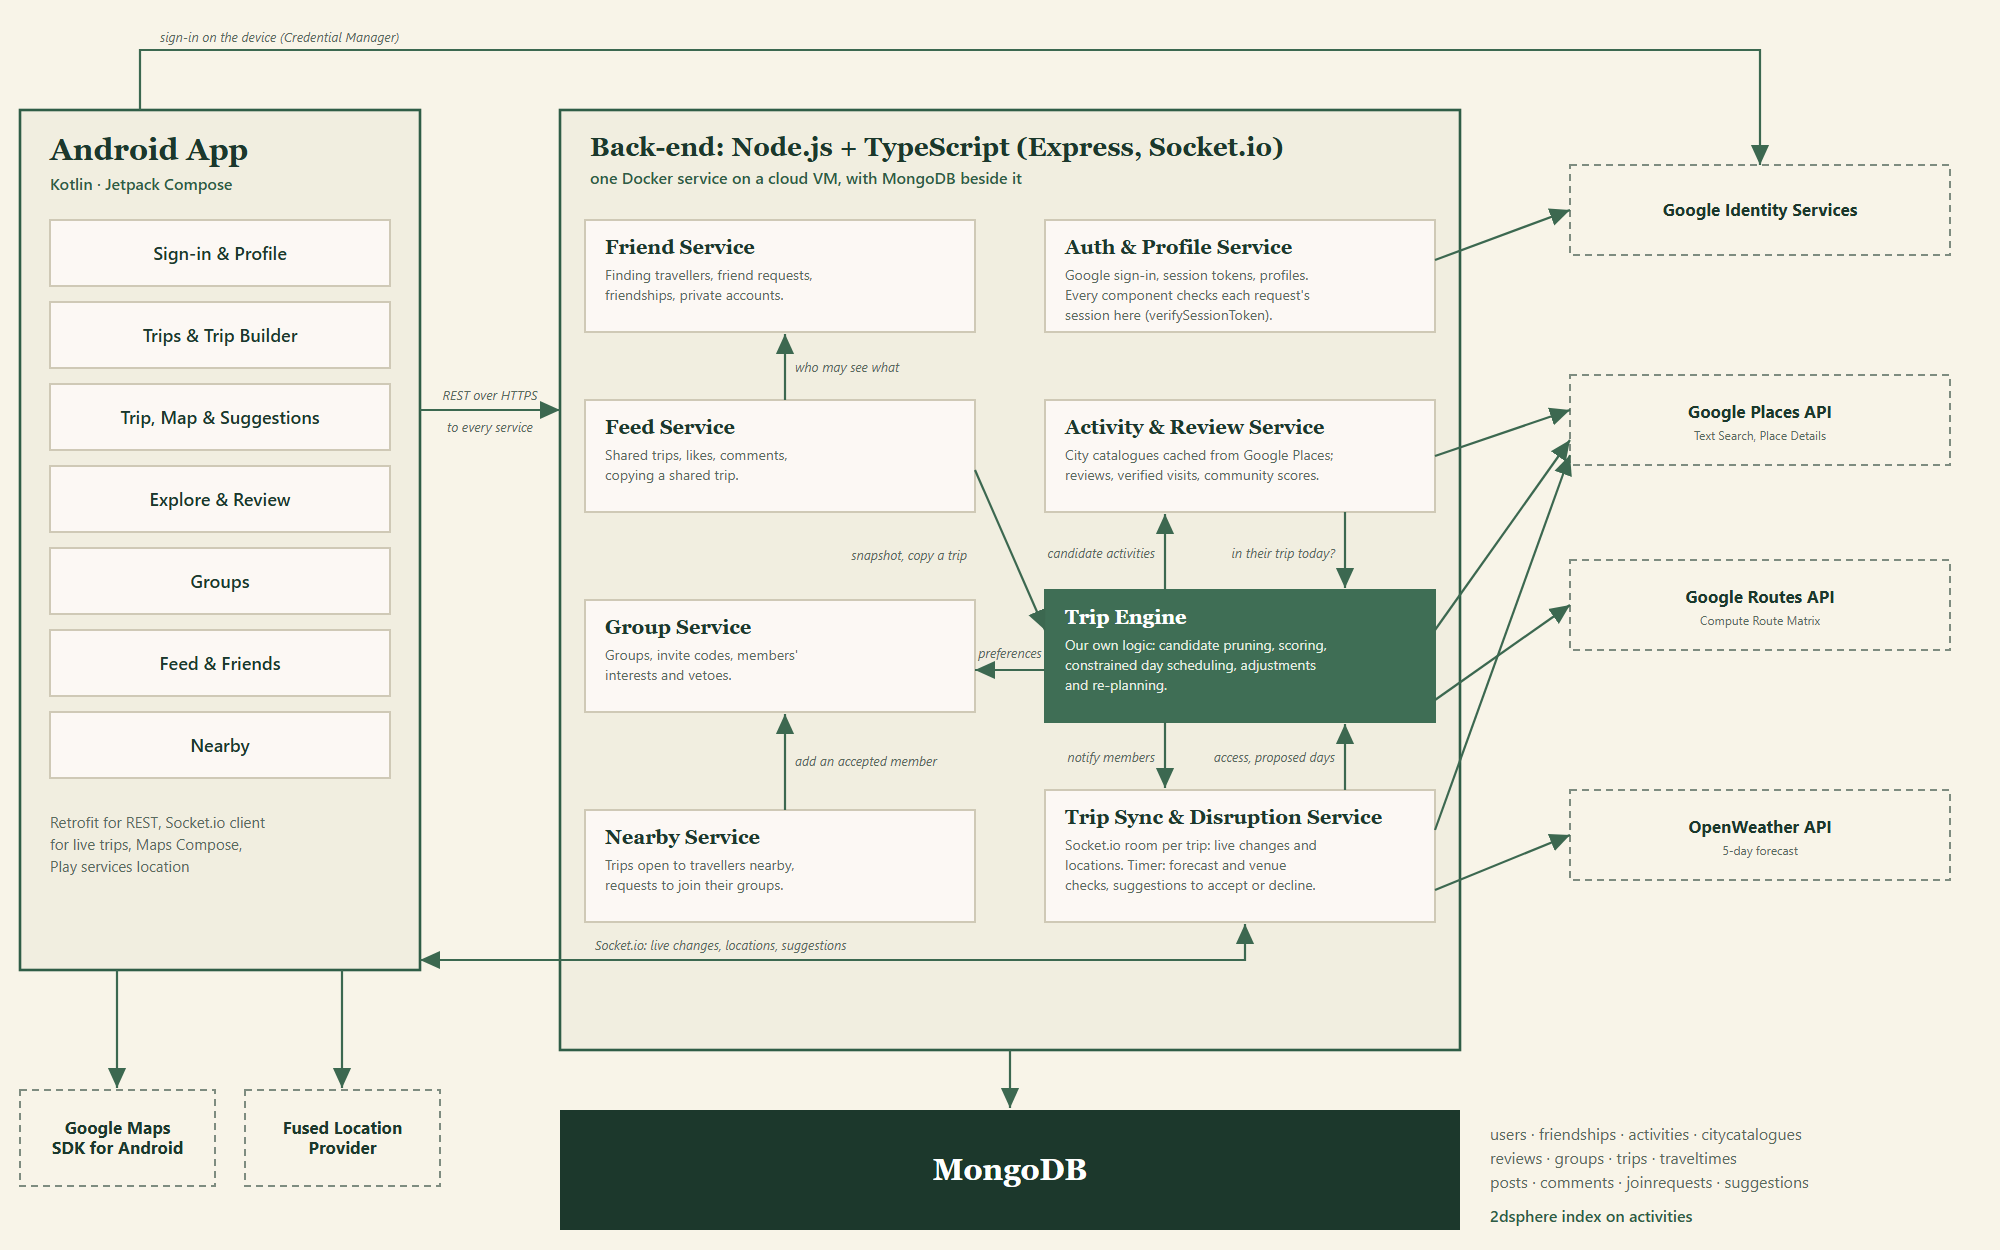 sign-in on the device (Credential Manager)
Android App
Kotlin · Jetpack Compose
Sign-in & Profile
Trips & Trip Builder
Trip, Map & Suggestions
Explore & Review
Groups
Feed & Friends
Nearby
Retrofit for REST, Socket.io client
for live trips, Maps Compose,
Play services location
REST over HTTPS
to every service
Back-end: Node.js + TypeScript (Express, Socket.io)
one Docker service on a cloud VM, with MongoDB beside it
Friend Service
Finding travellers, friend requests,
friendships, private accounts.
Auth & Profile Service
Google sign-in, session tokens, profiles.
Every component checks each request's
session here (verifySessionToken).
who may see what
Feed Service
Shared trips, likes, comments,
copying a shared trip.
Activity & Review Service
City catalogues cached from Google Places;
reviews, verified visits, community scores.
snapshot, copy a trip
candidate activities
in their trip today?
Group Service
Groups, invite codes, members'
interests and vetoes.
preferences
Trip Engine
Our own logic: candidate pruning, scoring,
constrained day scheduling, adjustments
and re-planning.
add an accepted member
notify members
access, proposed days
Nearby Service
Trips open to travellers nearby,
requests to join their groups.
Trip Sync & Disruption Service
Socket.io room per trip: live changes and
locations. Timer: forecast and venue
checks, suggestions to accept or decline.
Socket.io: live changes, locations, suggestions
Google Identity Services
Google Places API
Text Search, Place Details
Google Routes API
Compute Route Matrix
OpenWeather API
5-day forecast
Google Maps
SDK for Android
Fused Location
Provider
MongoDB
users · friendships · activities · citycatalogues
reviews · groups · trips · traveltimes
posts · comments · joinrequests · suggestions
2dsphere index on activities